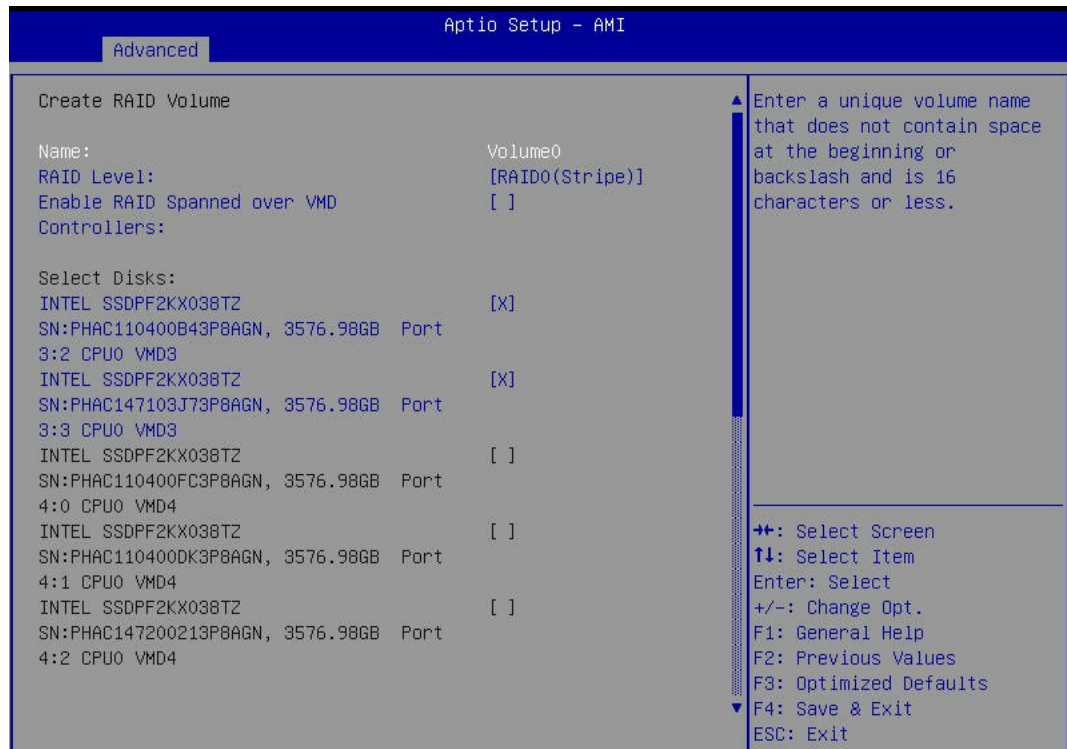 Aptio Setup - AMI
Advanced
Create RAID Volume
Name: Volume0
RAID Level: [RAID0(Stripe)]
Enable RAID Spanned over VMD [ ]
Controllers:
Select Disks:
INTEL SSDPF2KX038TZ [X]
SN:PHAC110400B43P8AGN, 3576.98GB Port
3:2 CPU0 VMD3
INTEL SSDPF2KX038TZ [X]
SN:PHAC147103J73P8AGN, 3576.98GB Port
3:3 CPU0 VMD3
INTEL SSDPF2KX038TZ [ ]
SN:PHAC110400FC3P8AGN, 3576.98GB Port
4:0 CPU0 VMD4
INTEL SSDPF2KX038TZ [ ]
SN:PHAC110400DK3P8AGN, 3576.98GB Port
4:1 CPU0 VMD4
INTEL SSDPF2KX038TZ [ ]
SN:PHAC147200213P8AGN, 3576.98GB Port
4:2 CPU0 VMD4
Enter a unique volume name
that does not contain space
at the beginning or
backslash and is 16
characters or less.
→←: Select Screen
↑↓: Select Item
Enter: Select
+/-: Change Opt.
F1: General Help
F2: Previous Values
F3: Optimized Defaults
F4: Save & Exit
ESC: Exit